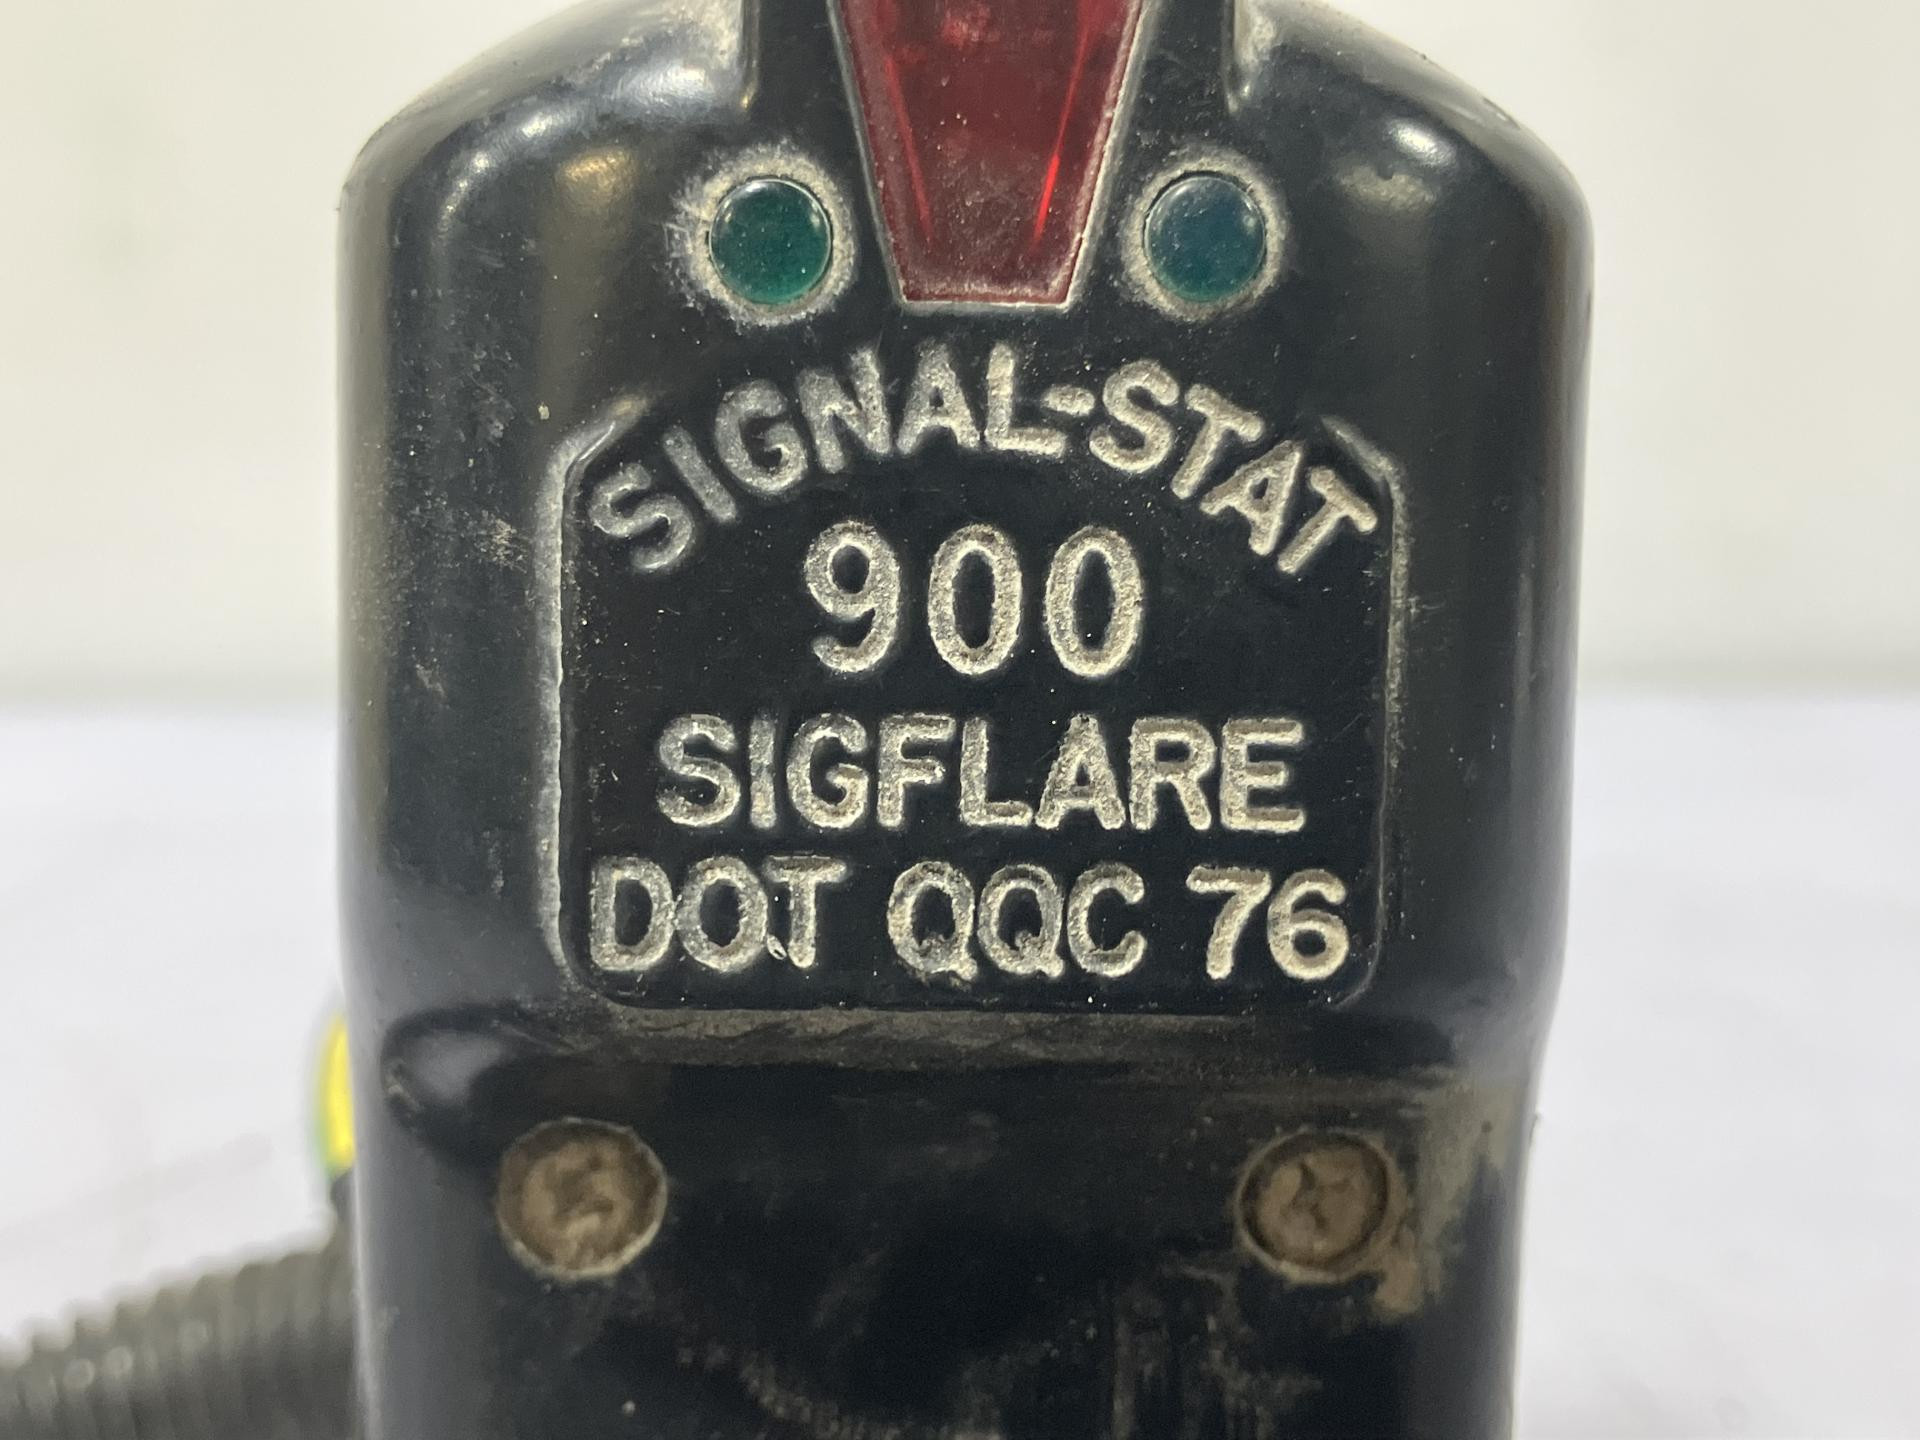 SIGNAL-STAT
900
SIGFLARE
DOT QQC 76